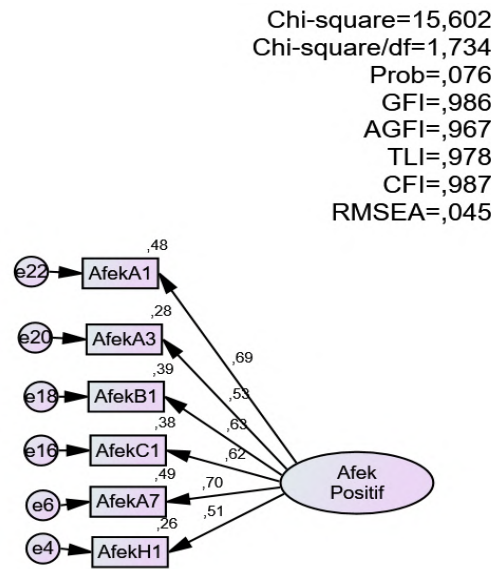 Chi-square=15,602
Chi-square/df=1,734
Prob=,076
GFI=,986
AGFI=,967
TLI=,978
CFI=,987
RMSEA=,045
,48
e22
AfekA1
,28
,69
e20
AfekA3
,39
,53
e18
AfekB1
,63
,38
e16
AfekC1
,62
,49
Afek
Positif
e6
AfekA7
,70
,26
,51
e4
AfekH1